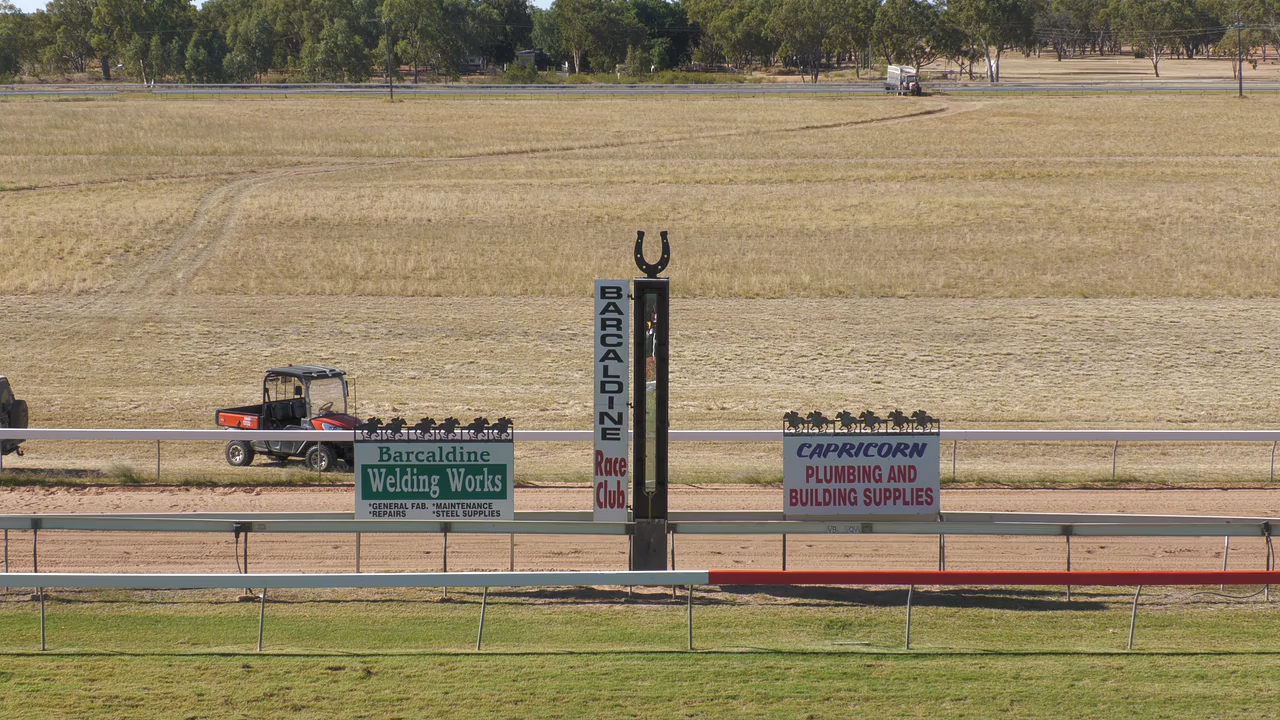 BARCALDINE
Race
Club
Barcaldine
Welding Works
*GENERAL FAB. *MAINTENANCE
*REPAIRS *STEEL SUPPLIES
CAPRICORN
PLUMBING AND
BUILDING SUPPLIES